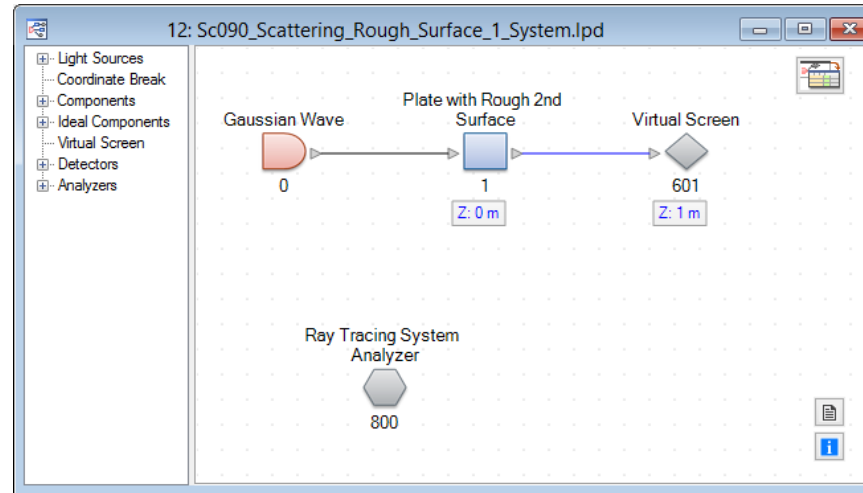 12: Sc090_Scattering_Rough_Surface_1_System.lpd
Light Sources
Coordinate Break
Components
Ideal Components
Virtual Screen
Detectors
Analyzers
Gaussian Wave
0
Plate with Rough 2nd
Surface
1
Z: 0 m
Virtual Screen
601
Z: 1 m
Ray Tracing System
Analyzer
800